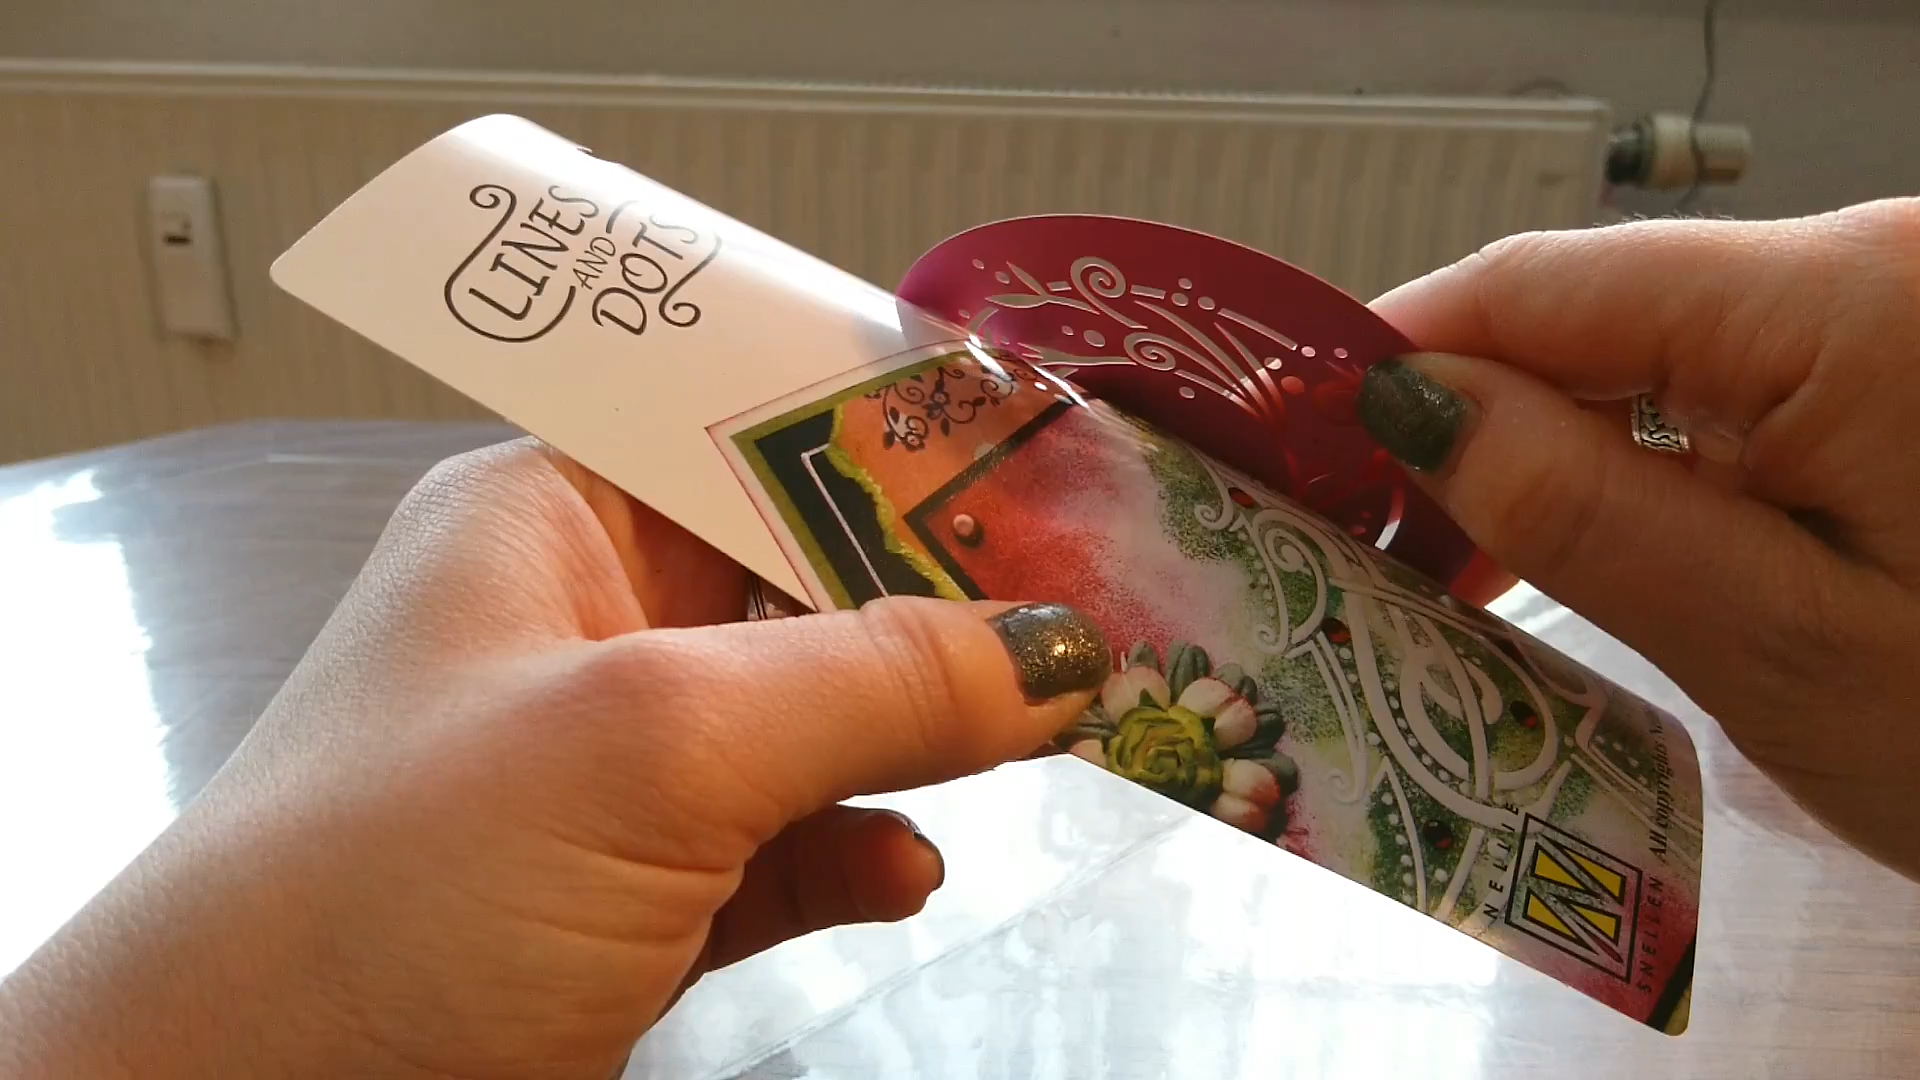 LINES
AND
DOTS
NELLIE
SNELLEN
All copyrights